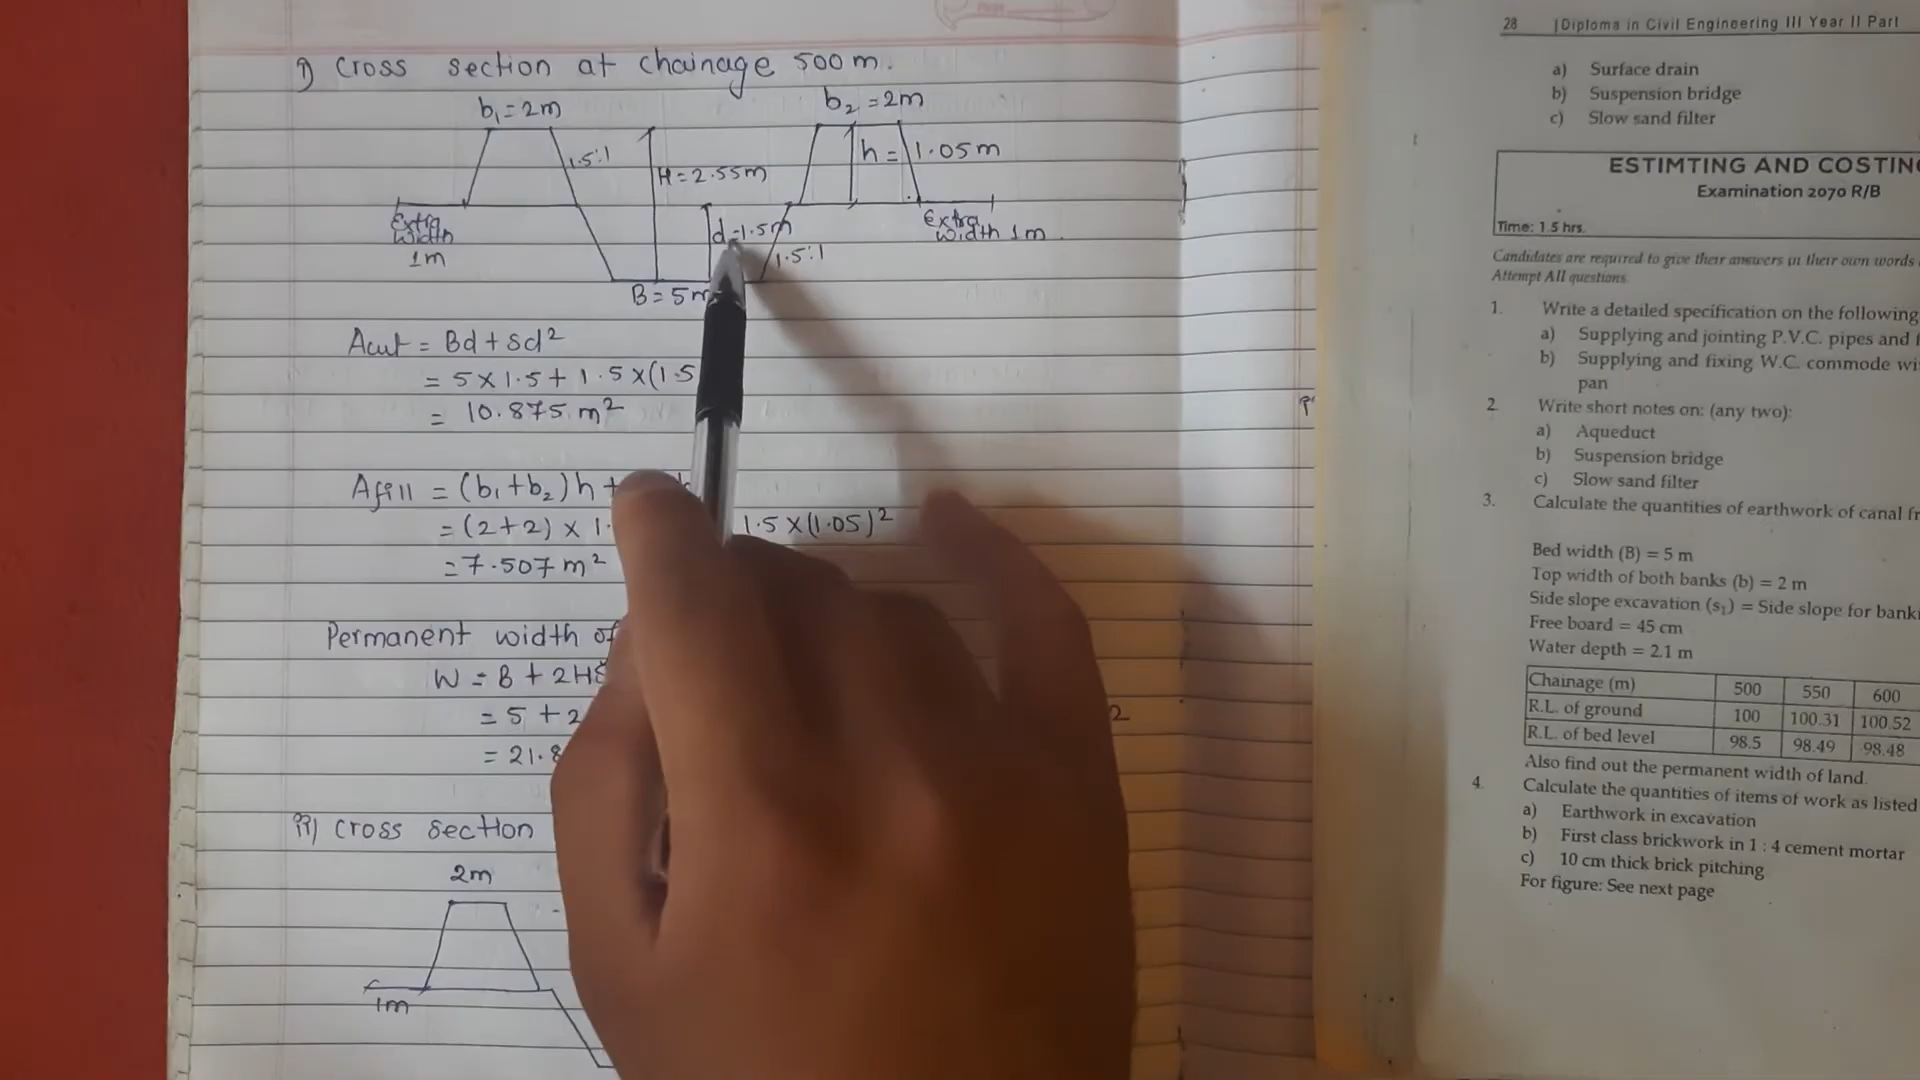 i) Cross section at chainage 500m.
b₁ = 2m
b₂ = 2m
1.5:1
H = 2.55m
h = 1.05m
Extra width 1m
d = 1.5m
1.5:1
Extra width 1m.
B = 5m
Acut = Bd + Sd²
= 5 × 1.5 + 1.5 × (1.5
= 10.875 m²
Afill = (b₁+b₂)h +
= (2+2) × 1. 1.5 × (1.05)²
= 7.507 m²
Permanent width of
W = B + 2HS
= 5 + 2 2
= 21.8
ii) Cross section
2m
1m
28 Diploma in Civil Engineering III Year II Part
a) Surface drain
b) Suspension bridge
c) Slow sand filter
ESTIMTING AND COSTIN
Examination 2070 R/B
Time: 1.5 hrs.
Candidates are required to give their answers in their own words
Attempt All questions.
1. Write a detailed specification on the following
a) Supplying and jointing P.V.C. pipes and
b) Supplying and fixing W.C. commode wi
pan
2. Write short notes on: (any two):
a) Aqueduct
b) Suspension bridge
c) Slow sand filter
3. Calculate the quantities of earthwork of canal fr
Bed width (B) = 5 m
Top width of both banks (b) = 2 m
Side slope excavation (s₁) = Side slope for bank
Free board = 45 cm
Water depth = 2.1 m
Chainage (m) 500 550 600
R.L. of ground 100 100.31 100.52
R.L. of bed level 98.5 98.49 98.48
Also find out the permanent width of land.
4. Calculate the quantities of items of work as listed
a) Earthwork in excavation
b) First class brickwork in 1 : 4 cement mortar
c) 10 cm thick brick pitching
For figure: See next page